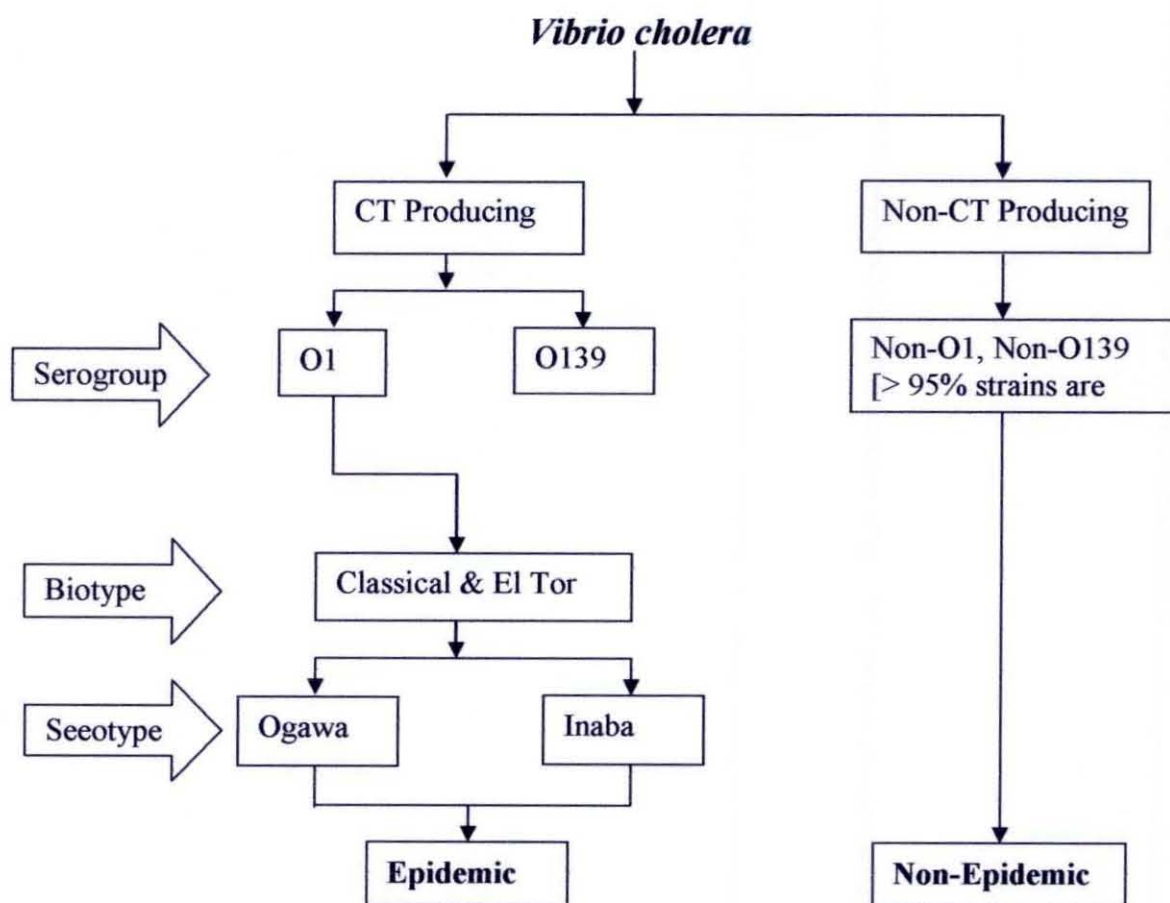 Vibrio cholera
CT Producing
Non-CT Producing
Serogroup
O1
O139
Non-O1, Non-O139
[> 95% strains are
Biotype
Classical & El Tor
Seeotype
Ogawa
Inaba
Epidemic
Non-Epidemic